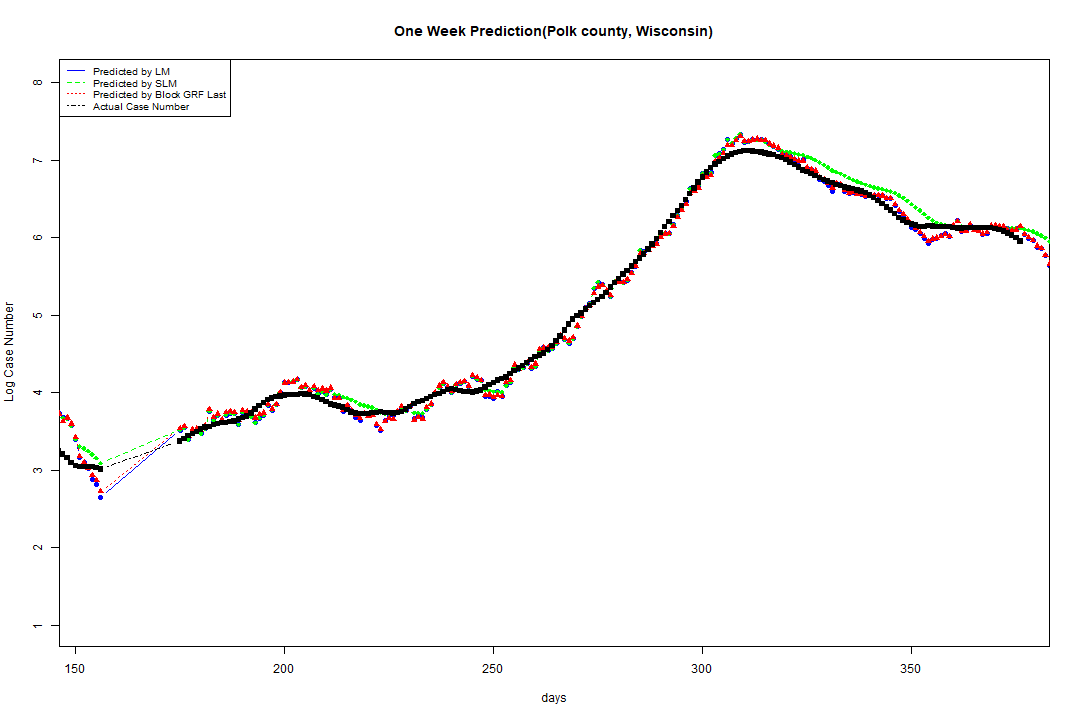 One Week Prediction(Polk county, Wisconsin)
Predicted by LM
Predicted by SLM
Predicted by Block GRF Last
Actual Case Number
8
7
6
5
4
3
2
1
Log Case Number
150 200 250 300 350
days